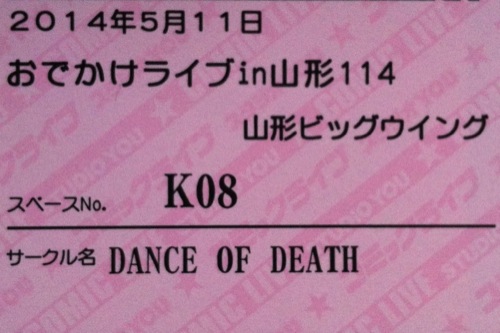 2014年5月11日
おでかけライブin山形114
山形ビッグウイング
スペースNo. K08
サークル名 DANCE OF DEATH